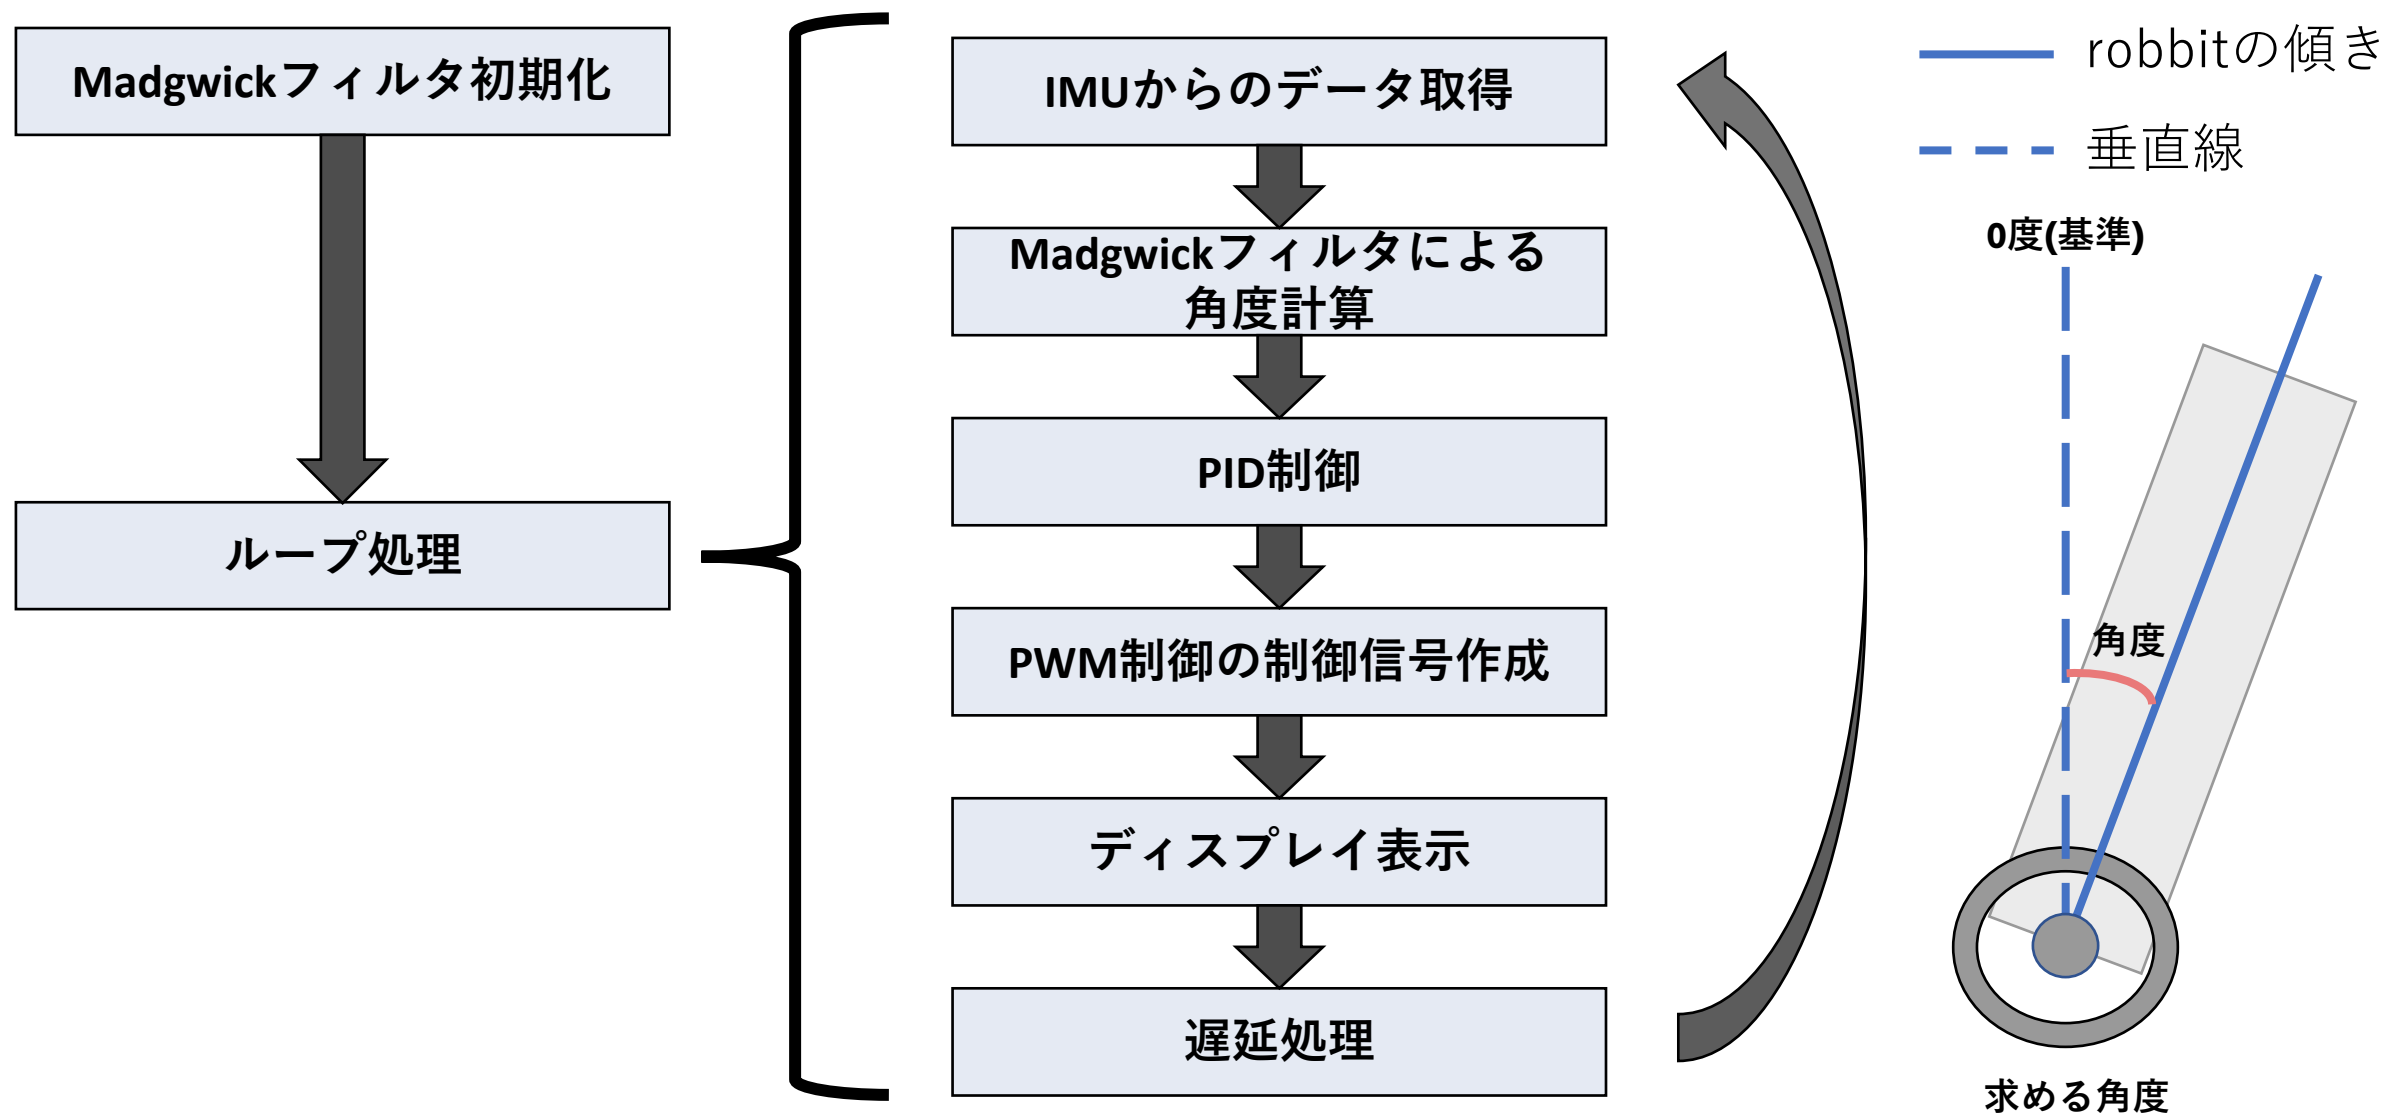 Madgwickフィルタ初期化
ループ処理
IMUからのデータ取得
Madgwickフィルタによる
角度計算
PID制御
PWM制御の制御信号作成
ディスプレイ表示
遅延処理
robbitの傾き
垂直線
0度(基準)
角度
求める角度